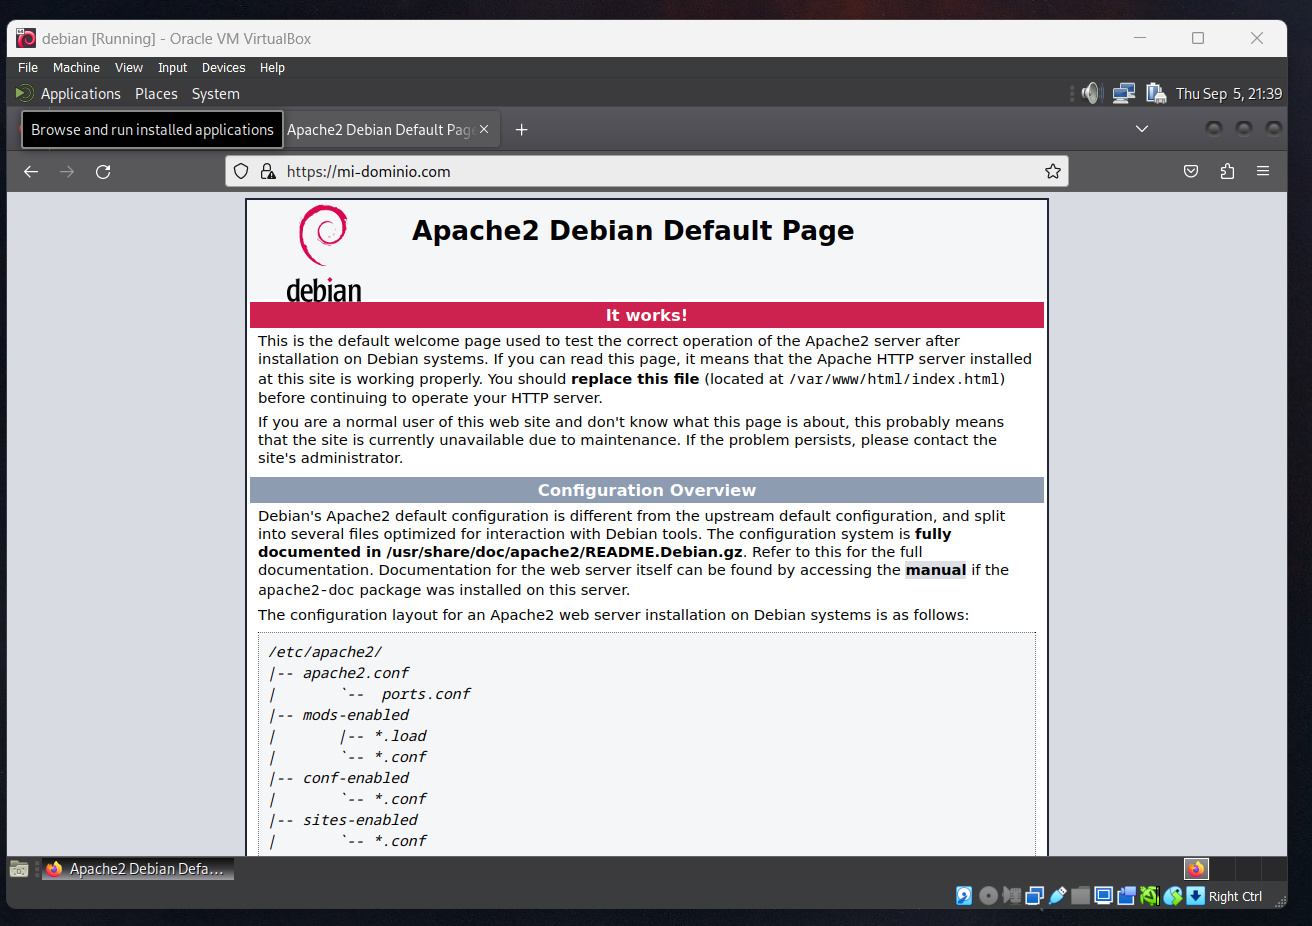 debian [Running] - Oracle VM VirtualBox
File Machine View Input Devices Help
Applications Places System
Thu Sep 5, 21:39
Browse and run installed applications
Apache2 Debian Default Pag
https://mi-dominio.com
debian
Apache2 Debian Default Page
It works!
This is the default welcome page used to test the correct operation of the Apache2 server after
installation on Debian systems. If you can read this page, it means that the Apache HTTP server installed
at this site is working properly. You should replace this file (located at /var/www/html/index.html)
before continuing to operate your HTTP server.
If you are a normal user of this web site and don't know what this page is about, this probably means
that the site is currently unavailable due to maintenance. If the problem persists, please contact the
site's administrator.
Configuration Overview
Debian's Apache2 default configuration is different from the upstream default configuration, and split
into several files optimized for interaction with Debian tools. The configuration system is fully
documented in /usr/share/doc/apache2/README.Debian.gz. Refer to this for the full
documentation. Documentation for the web server itself can be found by accessing the manual if the
apache2-doc package was installed on this server.
The configuration layout for an Apache2 web server installation on Debian systems is as follows:
/etc/apache2/
|-- apache2.conf
|       `--  ports.conf
|-- mods-enabled
|       |-- *.load
|       `-- *.conf
|-- conf-enabled
|       `-- *.conf
|-- sites-enabled
|       `-- *.conf
Apache2 Debian Defa...
Right Ctrl